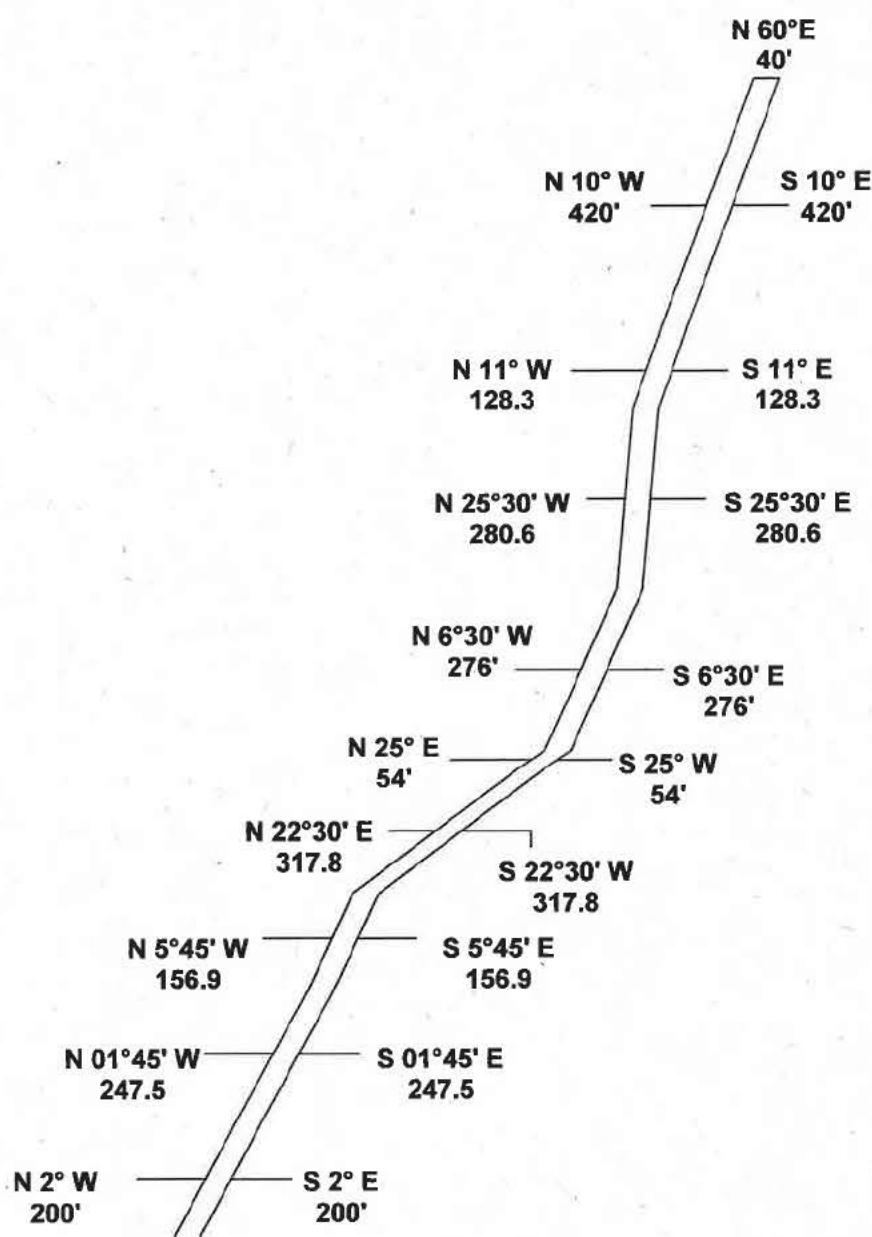 N 60°E
40'
N 10° W
420'
S 10° E
420'
N 11° W
128.3
S 11° E
128.3
N 25°30' W
280.6
S 25°30' E
280.6
N 6°30' W
276'
S 6°30' E
276'
N 25° E
54'
S 25° W
54'
N 22°30' E
317.8
S 22°30' W
317.8
N 5°45' W
156.9
S 5°45' E
156.9
N 01°45' W
247.5
S 01°45' E
247.5
N 2° W
200'
S 2° E
200'